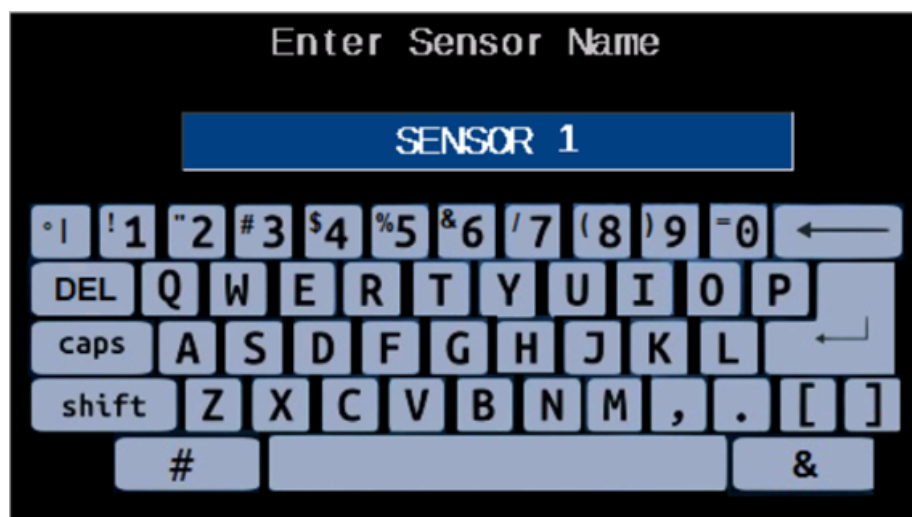 Enter Sensor Name
SENSOR 1
°| !1 "2 #3 $4 %5 &6 /7 (8 )9 =0 ←
DEL Q W E R T Y U I O P
caps A S D F G H J K L ↵
shift Z X C V B N M , . [ ]
# &